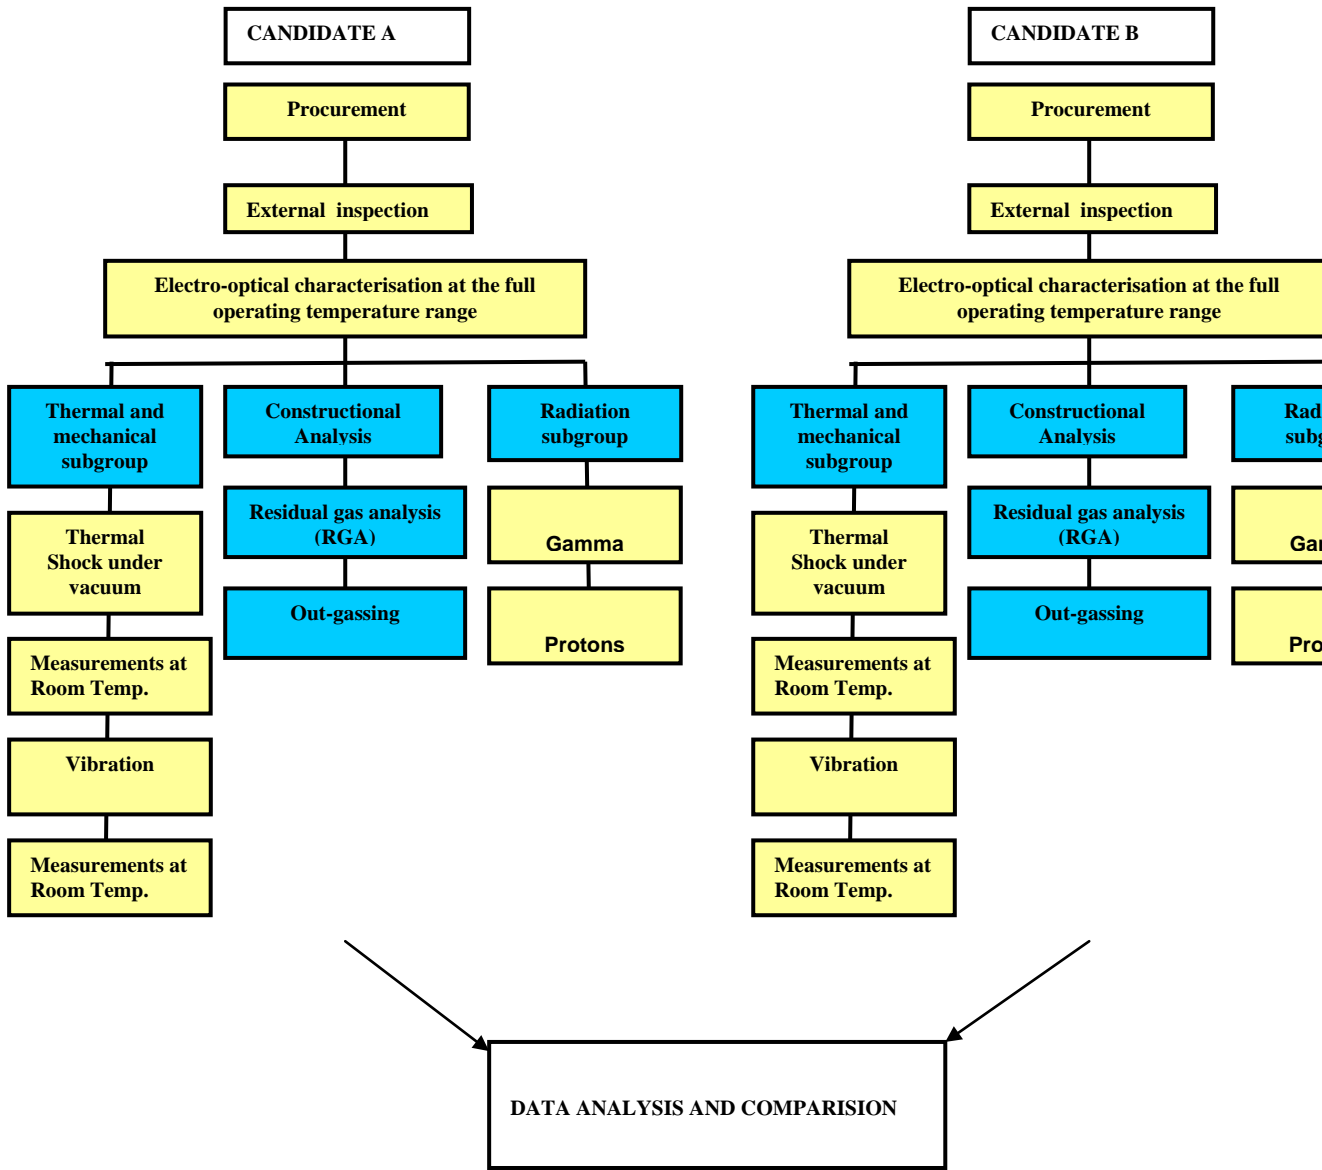 CANDIDATE A
Procurement
External inspection
Electro-optical characterisation at the full
operating temperature range
Thermal and
mechanical
subgroup
Thermal
Shock under
vacuum
Measurements at
Room Temp.
Vibration
Measurements at
Room Temp.
Constructional
Analysis
Residual gas analysis
(RGA)
Out-gassing
Radiation
subgroup
Gamma
Protons
CANDIDATE B
Procurement
External inspection
Electro-optical characterisation at the full
operating temperature range
Thermal and
mechanical
subgroup
Thermal
Shock under
vacuum
Measurements at
Room Temp.
Vibration
Measurements at
Room Temp.
Constructional
Analysis
Residual gas analysis
(RGA)
Out-gassing
DATA ANALYSIS AND COMPARISION